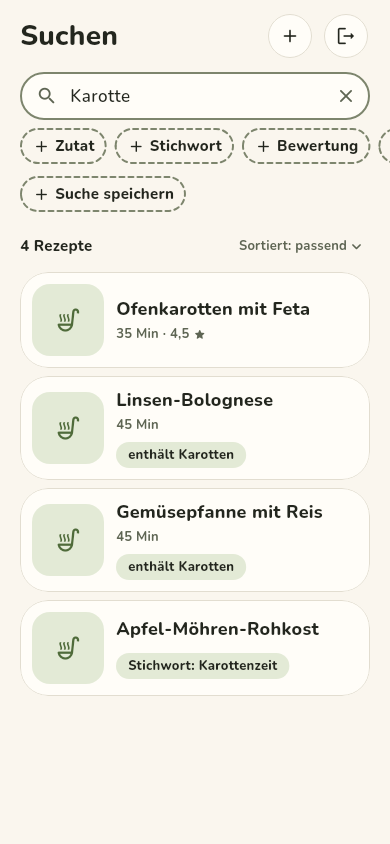 Suchen
Karotte
Zutat
Stichwort
Bewertung
Suche speichern
4 Rezepte
Sortiert: passend
Ofenkarotten mit Feta
35 Min · 4,5 ★
Linsen-Bolognese
45 Min
enthält Karotten
Gemüsepfanne mit Reis
45 Min
enthält Karotten
Apfel-Möhren-Rohkost
Stichwort: Karottenzeit